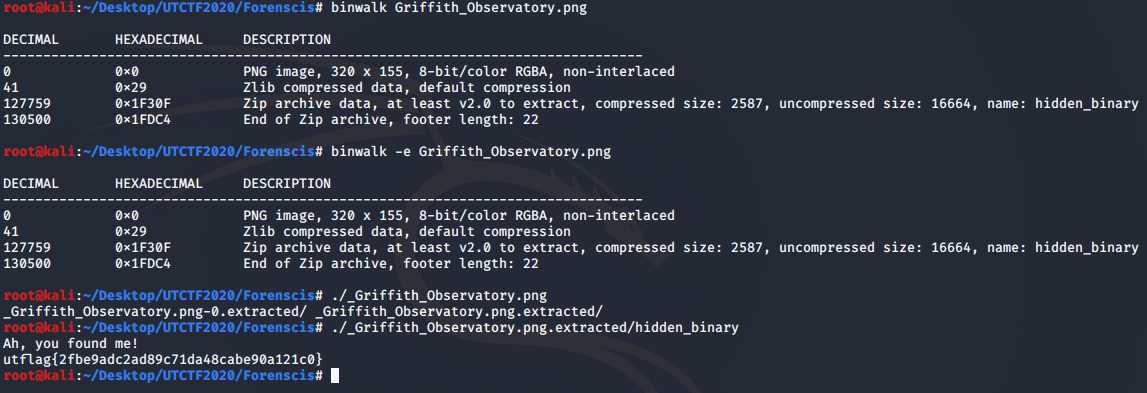 root@kali:~/Desktop/UTCTF2020/Forenscis# binwalk Griffith_Observatory.png
DECIMAL       HEXADECIMAL     DESCRIPTION
--------------------------------------------------------------------------------
0             0x0             PNG image, 320 x 155, 8-bit/color RGBA, non-interlaced
41            0x29            Zlib compressed data, default compression
127759        0x1F30F         Zip archive data, at least v2.0 to extract, compressed size: 2587, uncompressed size: 16664, name: hidden_binary
130500        0x1FDC4         End of Zip archive, footer length: 22
root@kali:~/Desktop/UTCTF2020/Forenscis# binwalk -e Griffith_Observatory.png
DECIMAL       HEXADECIMAL     DESCRIPTION
--------------------------------------------------------------------------------
0             0x0             PNG image, 320 x 155, 8-bit/color RGBA, non-interlaced
41            0x29            Zlib compressed data, default compression
127759        0x1F30F         Zip archive data, at least v2.0 to extract, compressed size: 2587, uncompressed size: 16664, name: hidden_binary
130500        0x1FDC4         End of Zip archive, footer length: 22
root@kali:~/Desktop/UTCTF2020/Forenscis# ./_Griffith_Observatory.png
_Griffith_Observatory.png-0.extracted/ _Griffith_Observatory.png.extracted/
root@kali:~/Desktop/UTCTF2020/Forenscis# ./_Griffith_Observatory.png.extracted/hidden_binary
Ah, you found me!
utflag{2fbe9adc2ad89c71da48cabe90a121c0}
root@kali:~/Desktop/UTCTF2020/Forenscis#